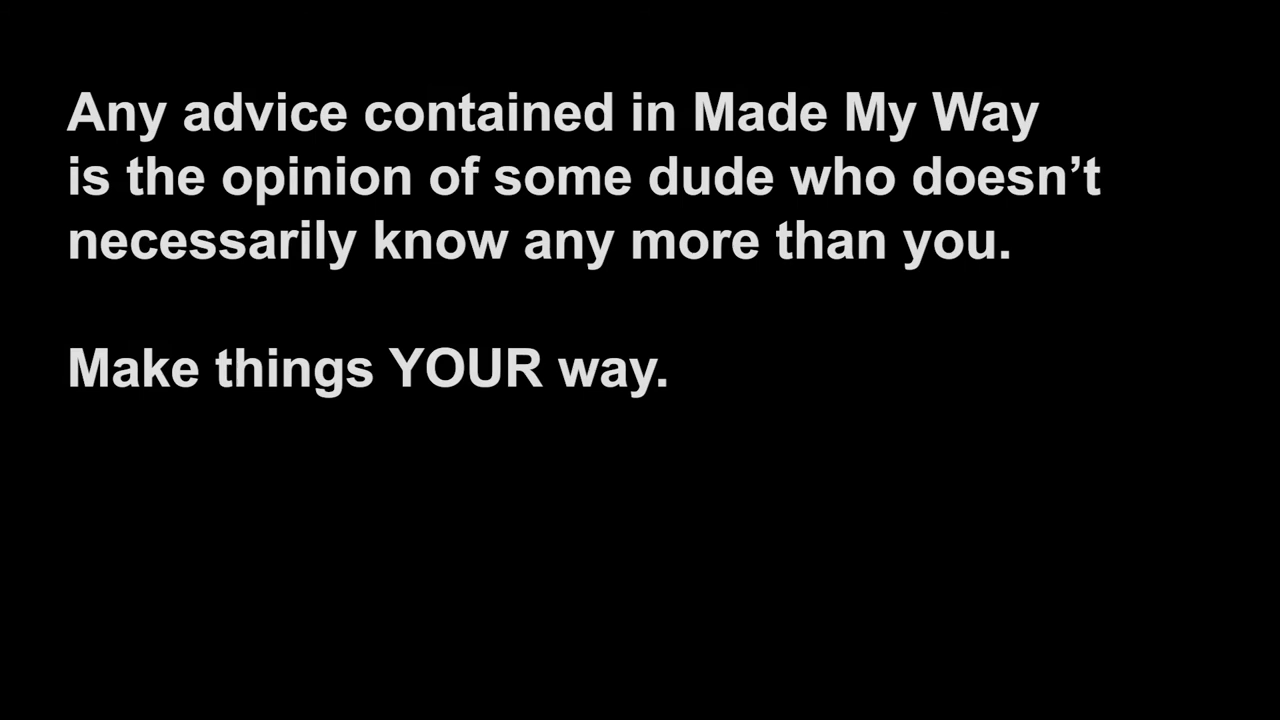 Any advice contained in Made My Way
is the opinion of some dude who doesn’t
necessarily know any more than you.
Make things YOUR way.